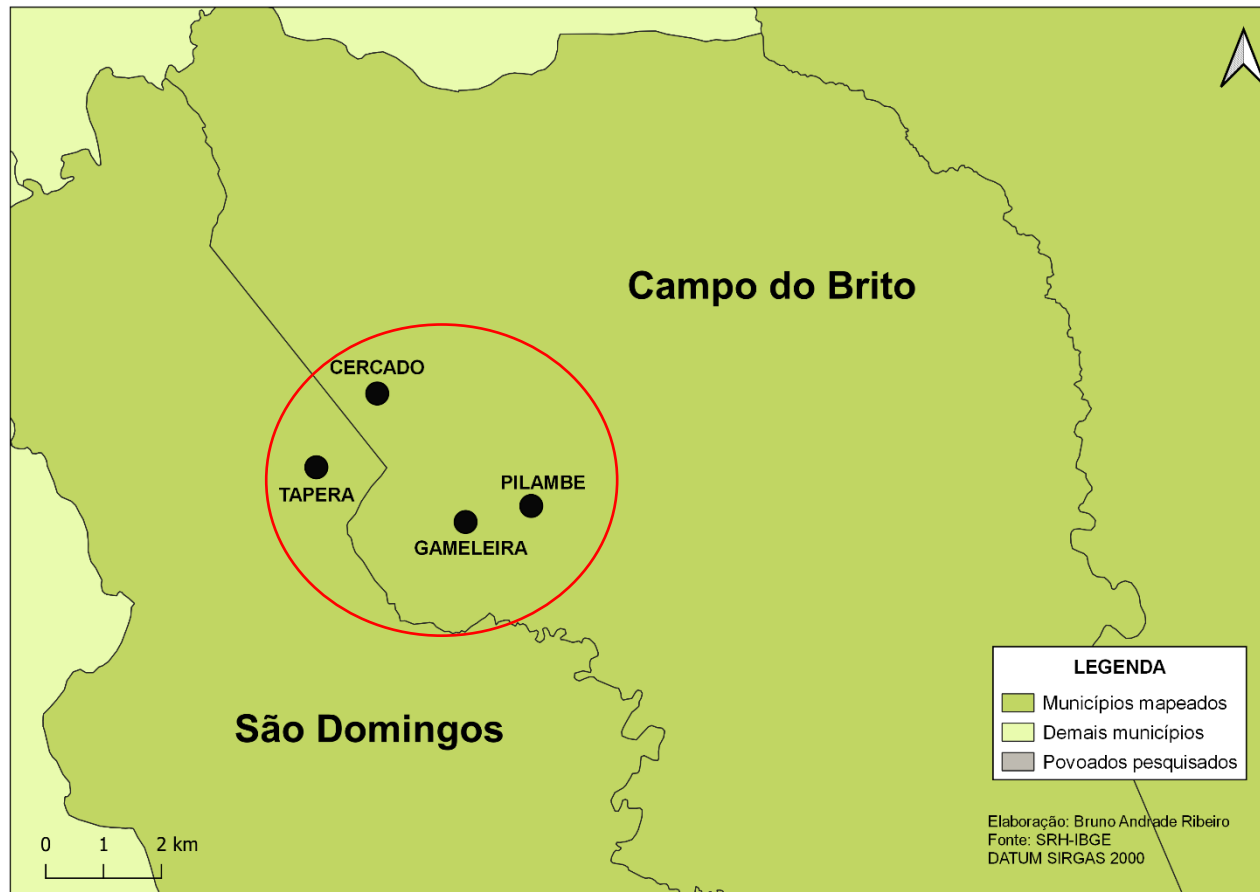 Campo do Brito
CERCADO
TAPERA
PILAMBE
GAMELEIRA
São Domingos
LEGENDA
Municípios mapeados
Demais municípios
Povoados pesquisados
0 1 2 km
Elaboração: Bruno Andrade Ribeiro
Fonte: SRH-IBGE
DATUM SIRGAS 2000